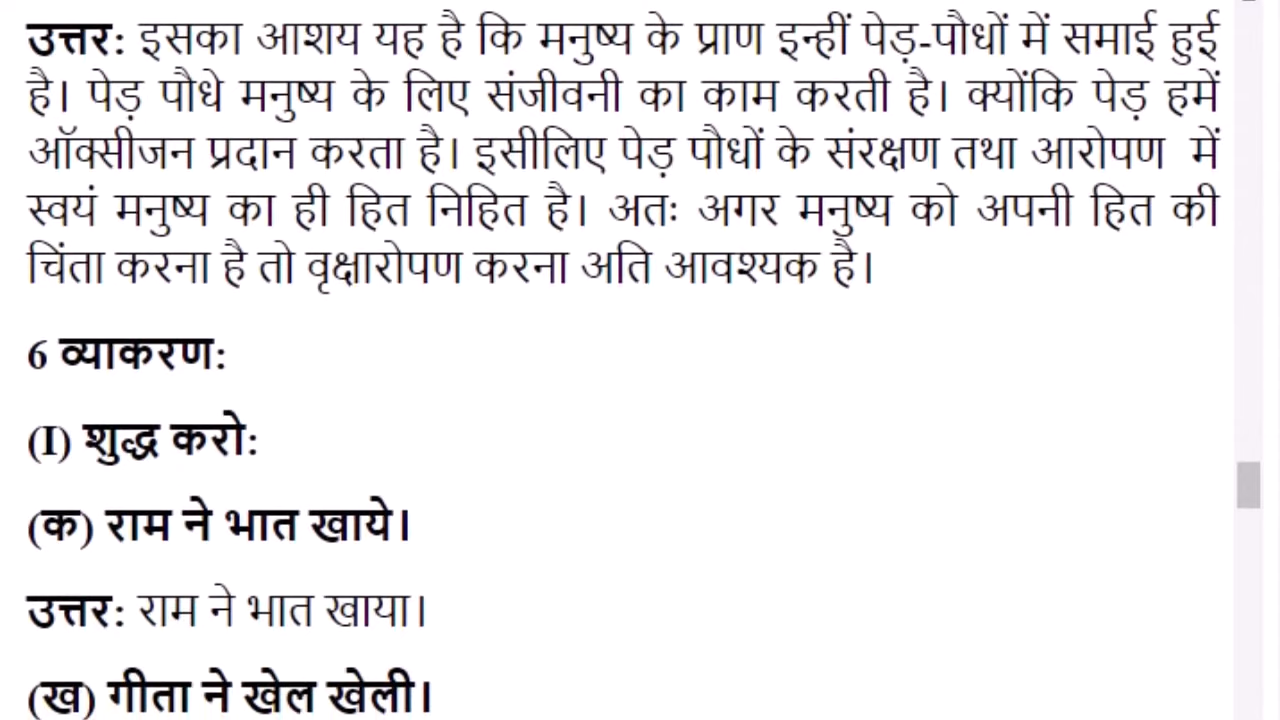 उत्तर: इसका आशय यह है कि मनुष्य के प्राण इन्हीं पेड़-पौधों में समाई हुई
है। पेड़ पौधे मनुष्य के लिए संजीवनी का काम करती है। क्योंकि पेड़ हमें
ऑक्सीजन प्रदान करता है। इसीलिए पेड़ पौधों के संरक्षण तथा आरोपण में
स्वयं मनुष्य का ही हित निहित है। अतः अगर मनुष्य को अपनी हित की
चिंता करना है तो वृक्षारोपण करना अति आवश्यक है।
6 व्याकरण:
(I) शुद्ध करो:
(क) राम ने भात खाये।
उत्तर: राम ने भात खाया।
(ख) गीता ने खेल खेली।